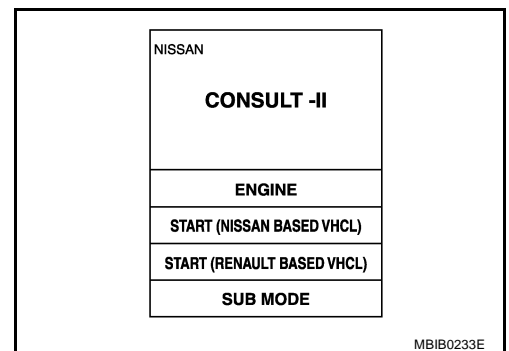 NISSAN
CONSULT -II
ENGINE
START (NISSAN BASED VHCL)
START (RENAULT BASED VHCL)
SUB MODE
MBIB0233E